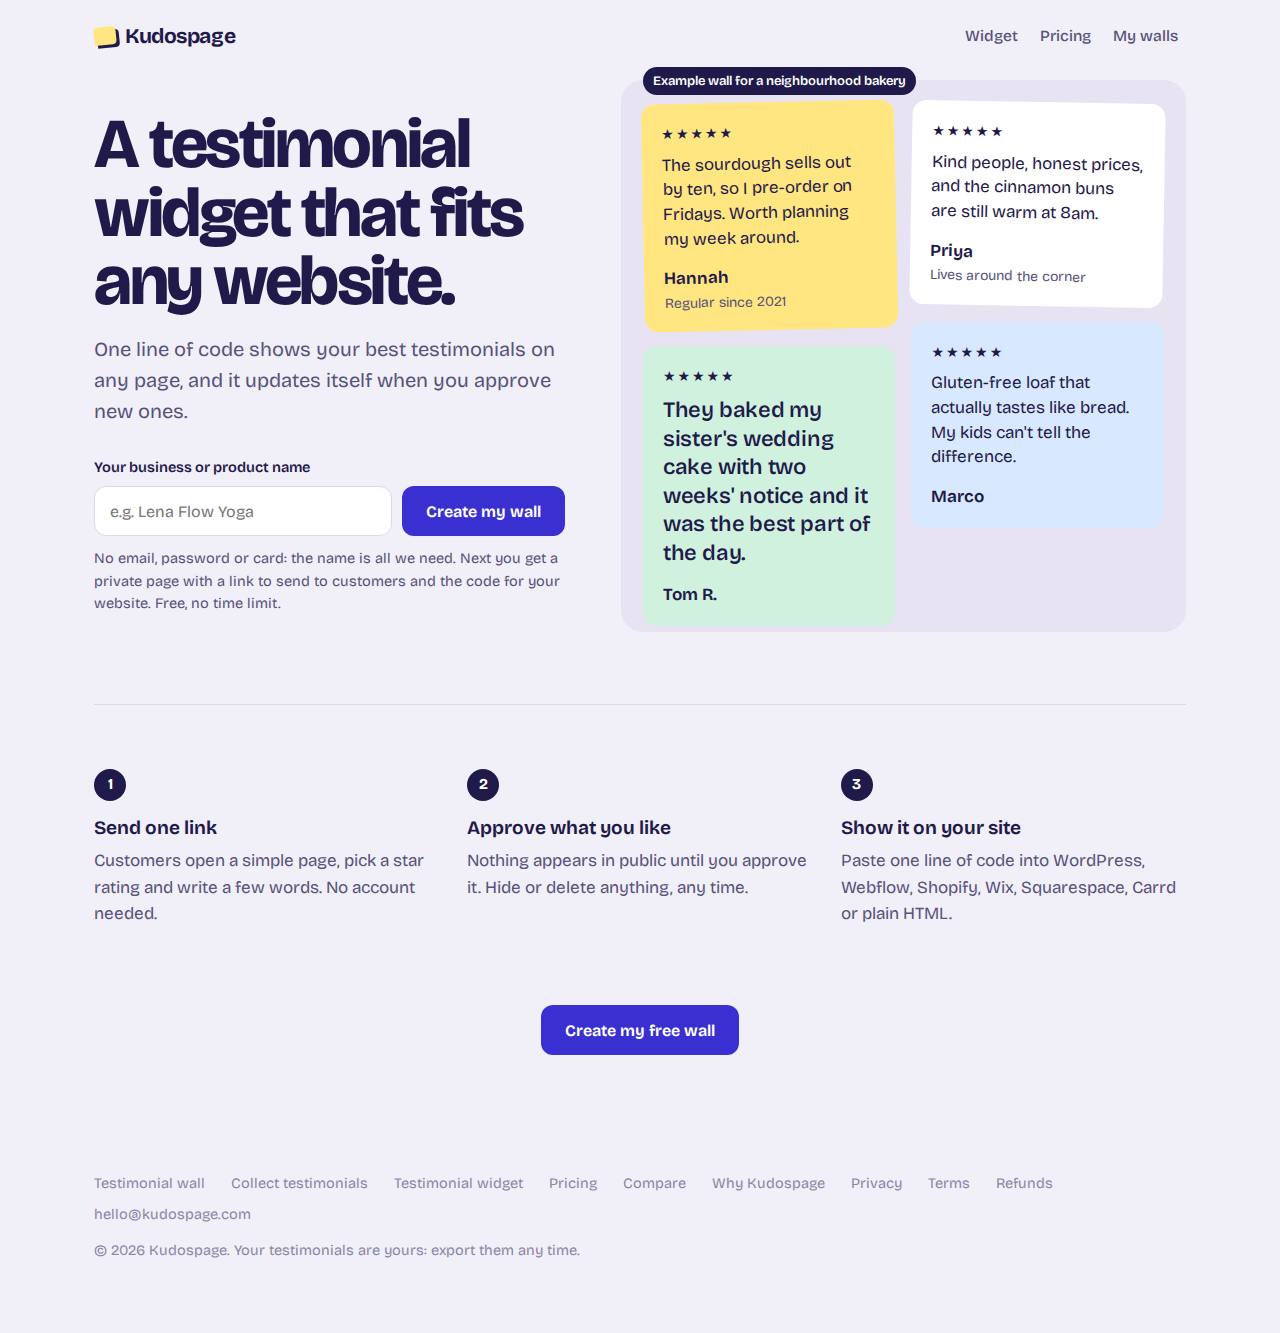 Kudospage
Widget Pricing My walls
A testimonial
widget that fits
any website.
One line of code shows your best testimonials on
any page, and it updates itself when you approve
new ones.
Your business or product name
e.g. Lena Flow Yoga
Create my wall
No email, password or card: the name is all we need. Next you get a
private page with a link to send to customers and the code for your
website. Free, no time limit.
Example wall for a neighbourhood bakery
★★★★★
The sourdough sells out
by ten, so I pre-order on
Fridays. Worth planning
my week around.
Hannah
Regular since 2021
★★★★★
They baked my
sister's wedding
cake with two
weeks' notice and it
was the best part of
the day.
Tom R.
★★★★★
Kind people, honest prices,
and the cinnamon buns
are still warm at 8am.
Priya
Lives around the corner
★★★★★
Gluten-free loaf that
actually tastes like bread.
My kids can't tell the
difference.
Marco
1
Send one link
Customers open a simple page, pick a star
rating and write a few words. No account
needed.
2
Approve what you like
Nothing appears in public until you approve
it. Hide or delete anything, any time.
3
Show it on your site
Paste one line of code into WordPress,
Webflow, Shopify, Wix, Squarespace, Carrd
or plain HTML.
Create my free wall
Testimonial wall Collect testimonials Testimonial widget Pricing Compare Why Kudospage Privacy Terms Refunds
hello@kudospage.com
© 2026 Kudospage. Your testimonials are yours: export them any time.